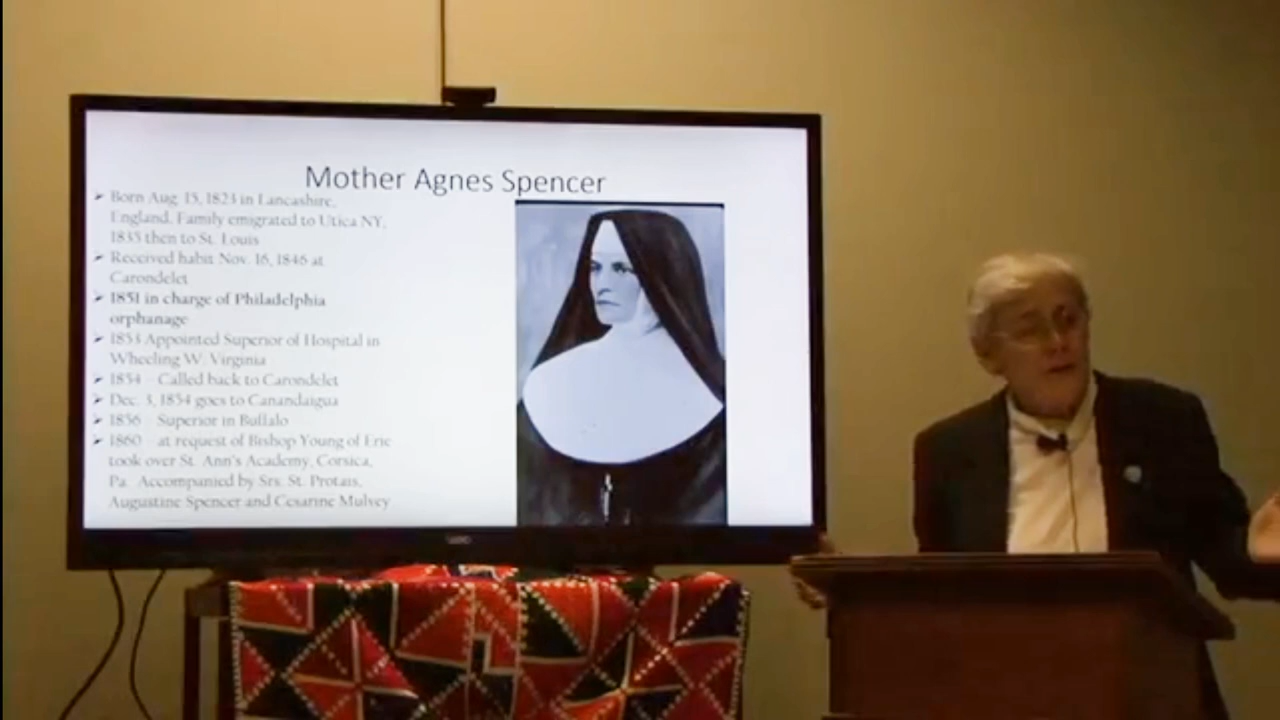 Mother Agnes Spencer
Born Aug. 15, 1823 in Lancashire,
England. Family emigrated to Utica NY,
1835 then to St. Louis
Received habit Nov. 16, 1846 at
Carondelet
1851 in charge of Philadelphia
orphanage
1853 Appointed Superior of Hospital in
Wheeling W. Virginia
1854 – Called back to Carondelet
Dec. 3, 1854 goes to Canandaigua
1856 – Superior in Buffalo
1860 – at request of Bishop Young of Erie
took over St. Ann's Academy, Corsica,
Pa. Accompanied by Srs. St. Protais,
Augustine Spencer and Cesarine Mulvey